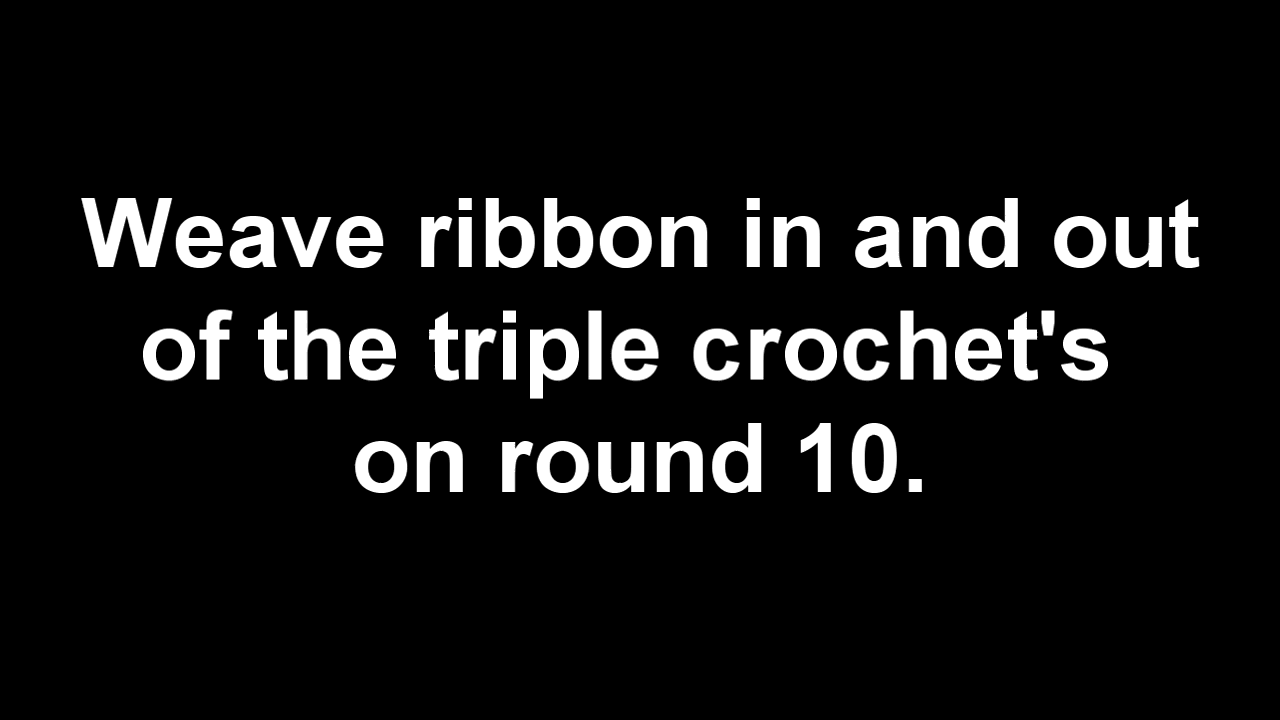 Weave ribbon in and out
of the triple crochet's
on round 10.